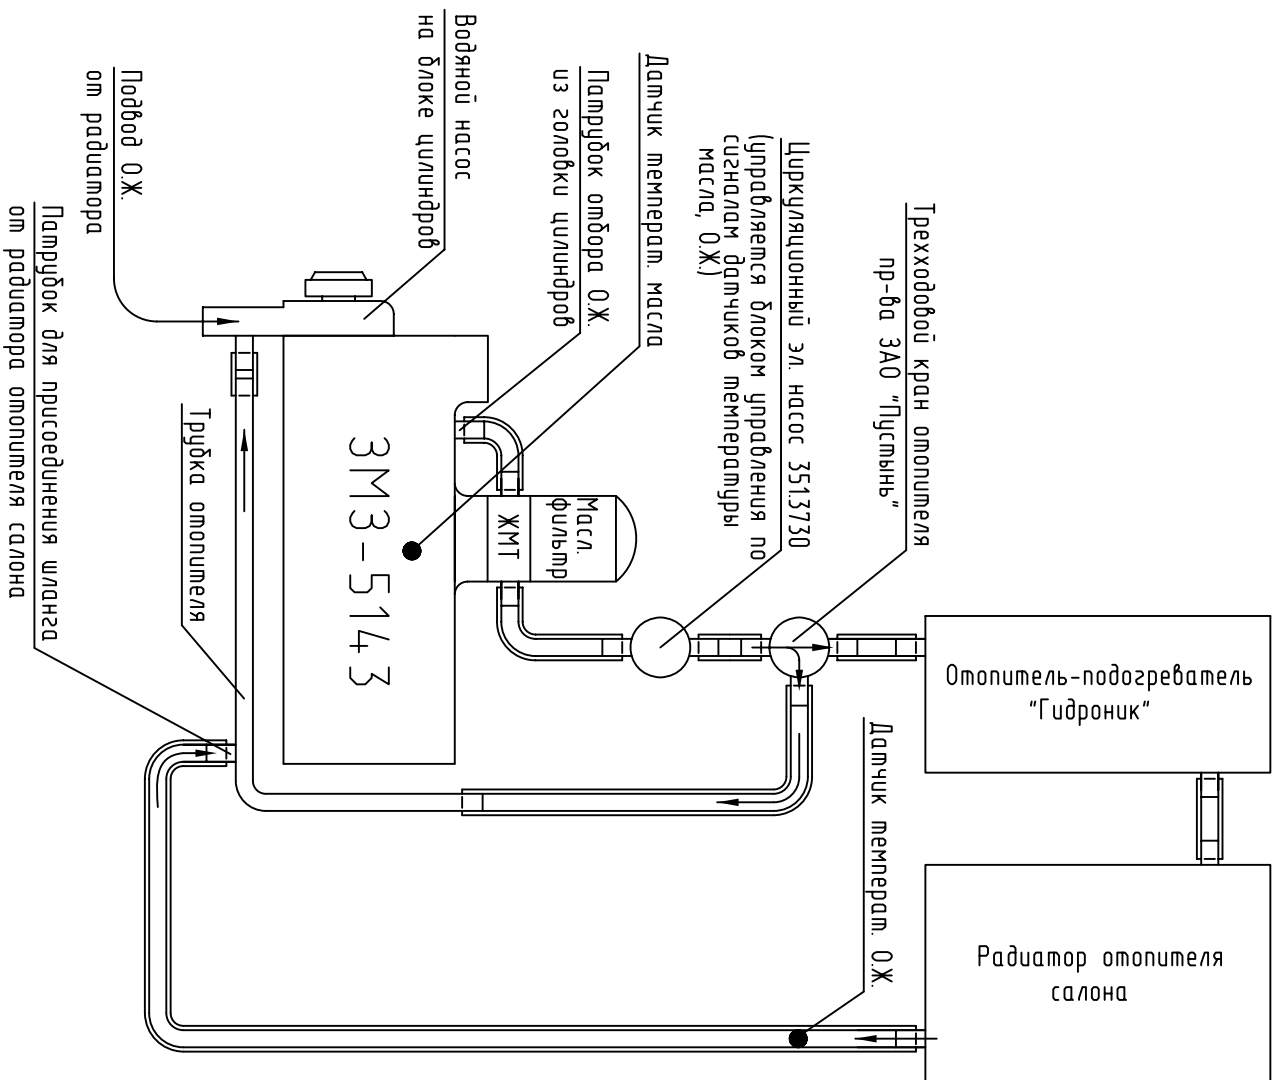 Водяной насос
на блоке цилиндров
Подвод О.Ж.
от радиатора
Патрубок для присоединения шланга
от радиатора отопителя салона
Трубка отопителя
Патрубок отбора О.Ж.
из головки цилиндров
Датчик температ. масла
Циркуляционный эл. насос 351.3730
(управляется блоком управления по
сигналам датчиков температуры
масла, О.Ж.)
Трехходовой кран отопителя
пр-ва ЗАО "Пустынь"
ЗМЗ-5143
Масл.
фильтр
ЖМТ
Отопитель-подогреватель
"Гидроник"
Датчик температ. О.Ж.
Радиатор отопителя
салона